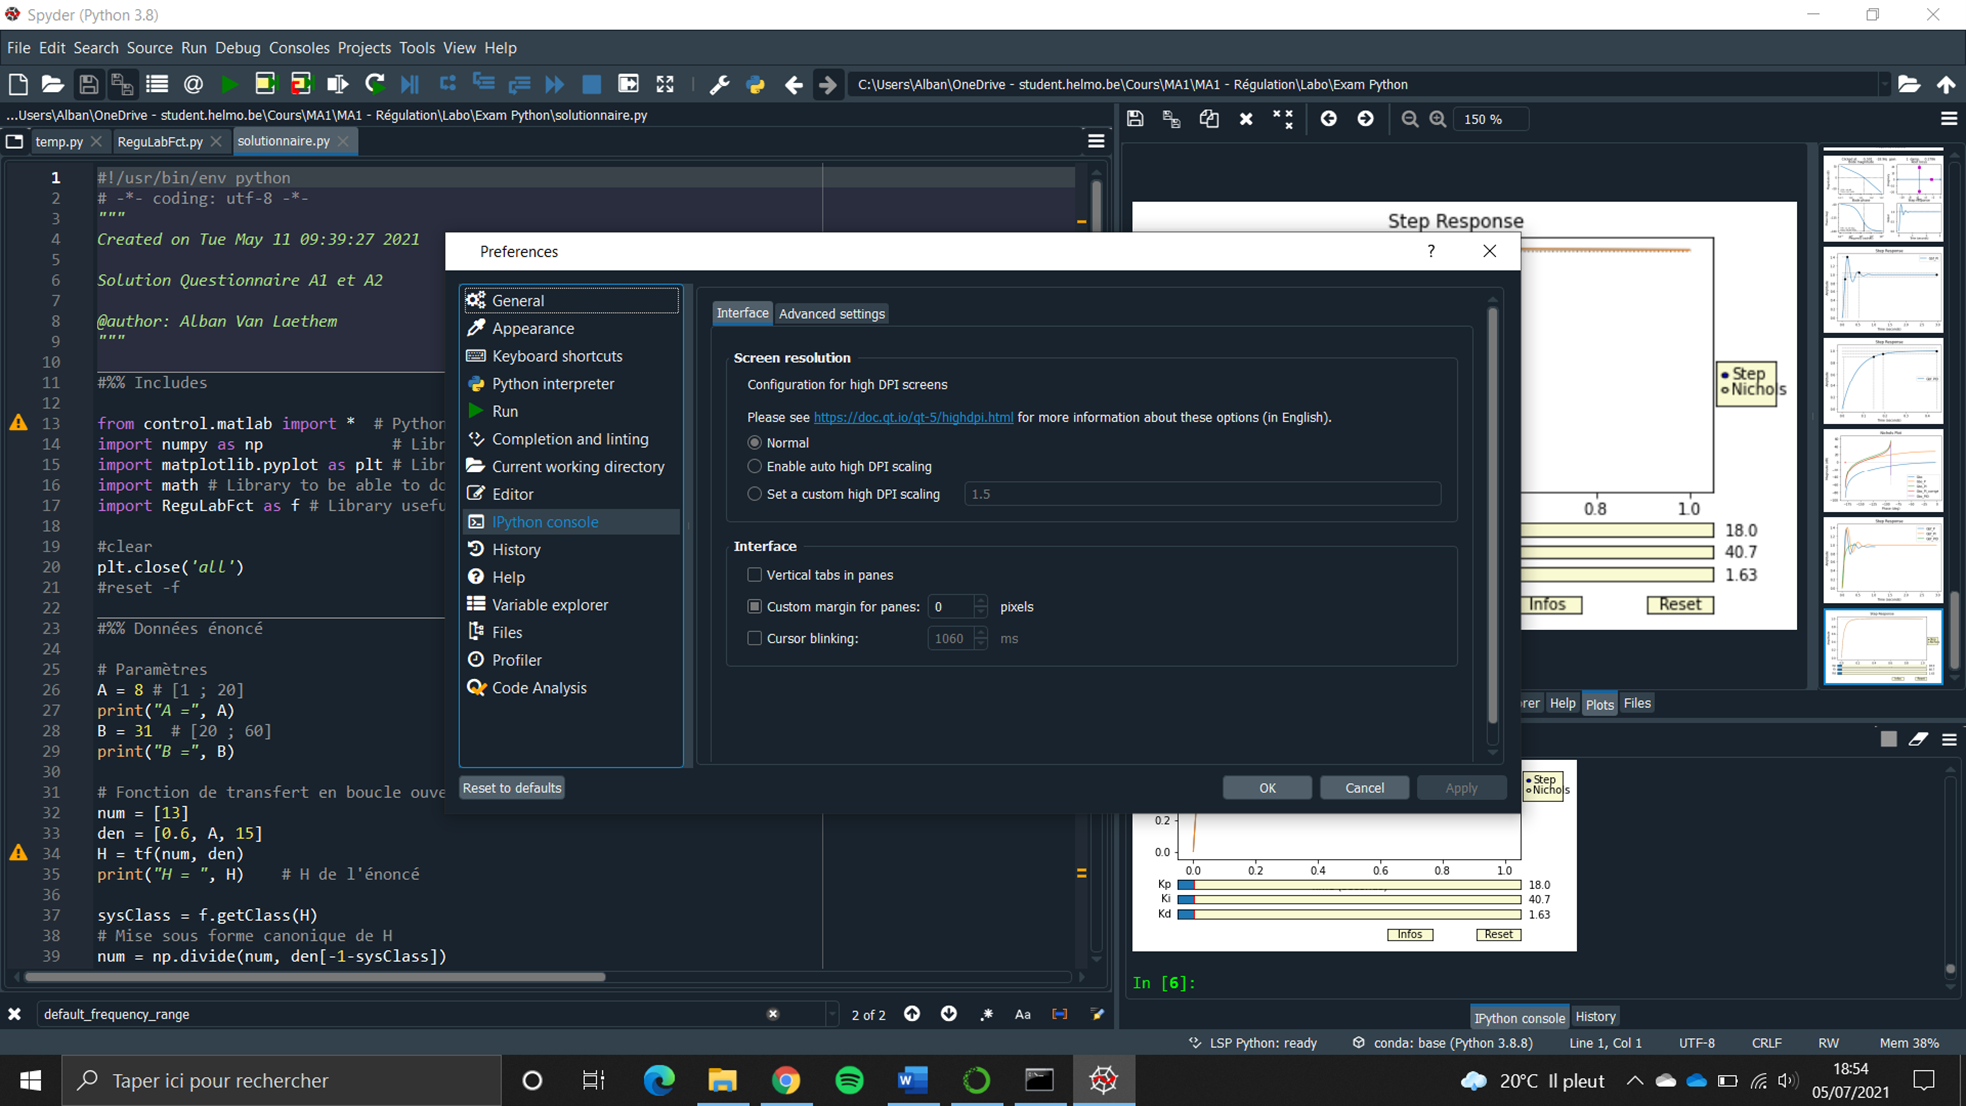 Spyder (Python 3.8)
File Edit Search Source Run Debug Consoles Projects Tools View Help
C:\Users\Alban\OneDrive - student.helmo.be\Cours\MA1\MA1 - Régulation\Labo\Exam Python
...Users\Alban\OneDrive - student.helmo.be\Cours\MA1\MA1 - Régulation\Labo\Exam Python\solutionnaire.py
temp.py ReguLabFct.py solutionnaire.py
150 %
1 #!/usr/bin/env python
2 # -*- coding: utf-8 -*-
3 """
4 Created on Tue May 11 09:39:27 2021
5
6 Solution Questionnaire A1 et A2
7
8 @author: Alban Van Laethem
9 """
10
11 #%% Includes
12
13 from control.matlab import * # Python
14 import numpy as np # Libr
15 import matplotlib.pyplot as plt # Libr
16 import math # Library to be able to do
17 import ReguLabFct as f # Library usefu
18
19 #clear
20 plt.close('all')
21 #reset -f
22
23 #%% Données énoncé
24
25 # Paramètres
26 A = 8 # [1 ; 20]
27 print("A =", A)
28 B = 31 # [20 ; 60]
29 print("B =", B)
30
31 # Fonction de transfert en boucle ouve
32 num = [13]
33 den = [0.6, A, 15]
34 H = tf(num, den)
35 print("H = ", H) # H de l'énoncé
36
37 sysClass = f.getClass(H)
38 # Mise sous forme canonique de H
39 num = np.divide(num, den[-1-sysClass])
default_frequency_range
2 of 2
Aa
Preferences
?
General
Appearance
Keyboard shortcuts
Python interpreter
Run
Completion and linting
Current working directory
Editor
IPython console
History
Help
Variable explorer
Files
Profiler
Code Analysis
Interface Advanced settings
Screen resolution
Configuration for high DPI screens
Please see https://doc.qt.io/qt-5/highdpi.html for more information about these options (in English).
Normal
Enable auto high DPI scaling
Set a custom high DPI scaling 1.5
Interface
Vertical tabs in panes
Custom margin for panes: 0 pixels
Cursor blinking: 1060 ms
Reset to defaults
OK Cancel Apply
Step Response
Step
Nichols
0.8 1.0
18.0
40.7
1.63
Infos Reset
rer Help Plots Files
Step
Nichols
0.2
0.0
0.0 0.2 0.4 0.6 0.8 1.0
Kp 18.0
Ki 40.7
Kd 1.63
Infos Reset
In [6]:
IPython console History
LSP Python: ready conda: base (Python 3.8.8) Line 1, Col 1 UTF-8 CRLF RW Mem 38%
Taper ici pour rechercher
20°C Il pleut
18:54
05/07/2021